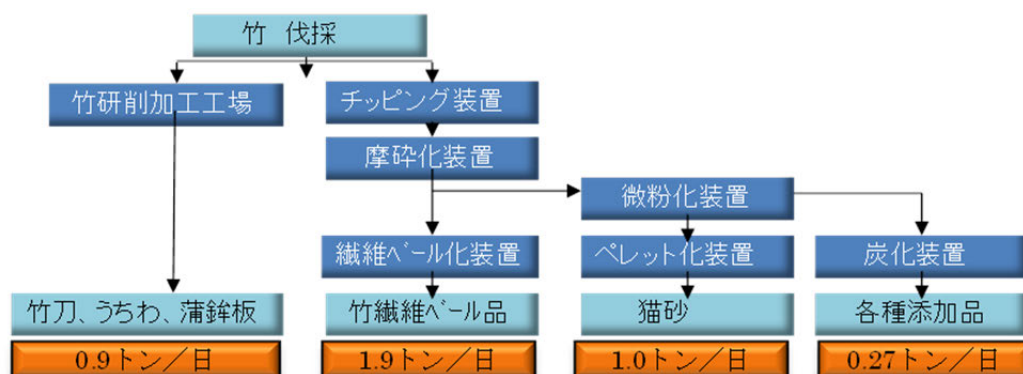 竹 伐採
竹研削加工工場
チッピング装置
摩砕化装置
微粉化装置
繊維ﾍﾞｰﾙ化装置
ペレット化装置
炭化装置
竹刀、うちわ、蒲鉾板
竹繊維ﾍﾞｰﾙ品
猫砂
各種添加品
0.9トン／日
1.9トン／日
1.0トン／日
0.27トン／日